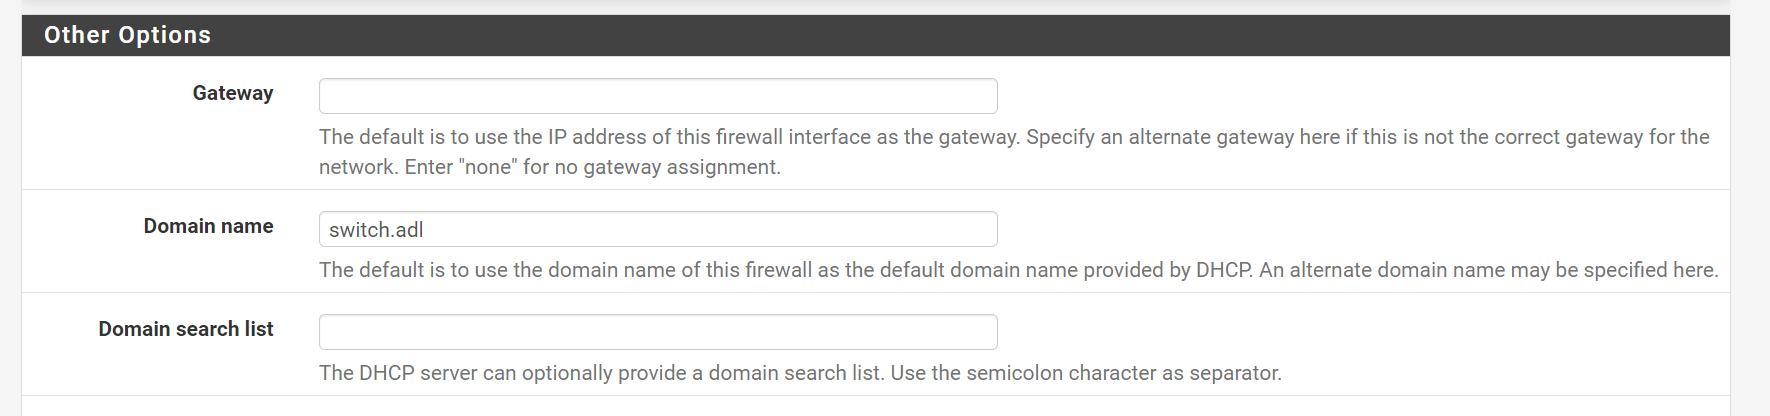 Other Options
Gateway
The default is to use the IP address of this firewall interface as the gateway. Specify an alternate gateway here if this is not the correct gateway for the
network. Enter "none" for no gateway assignment.
Domain name
switch.adl
The default is to use the domain name of this firewall as the default domain name provided by DHCP. An alternate domain name may be specified here.
Domain search list
The DHCP server can optionally provide a domain search list. Use the semicolon character as separator.